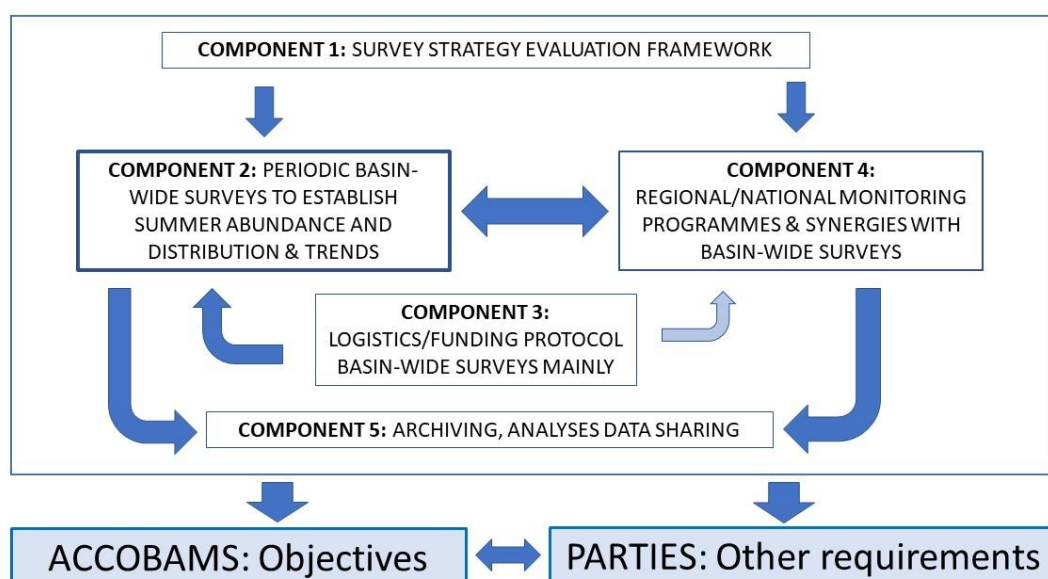 COMPONENT 1: SURVEY STRATEGY EVALUATION FRAMEWORK
COMPONENT 2: PERIODIC BASIN-
WIDE SURVEYS TO ESTABLISH
SUMMER ABUNDANCE AND
DISTRIBUTION & TRENDS
COMPONENT 4:
REGIONAL/NATIONAL MONITORING
PROGRAMMES & SYNERGIES WITH
BASIN-WIDE SURVEYS
COMPONENT 3:
LOGISTICS/FUNDING PROTOCOL
BASIN-WIDE SURVEYS MAINLY
COMPONENT 5: ARCHIVING, ANALYSES DATA SHARING
ACCOBAMS: Objectives
PARTIES: Other requirements